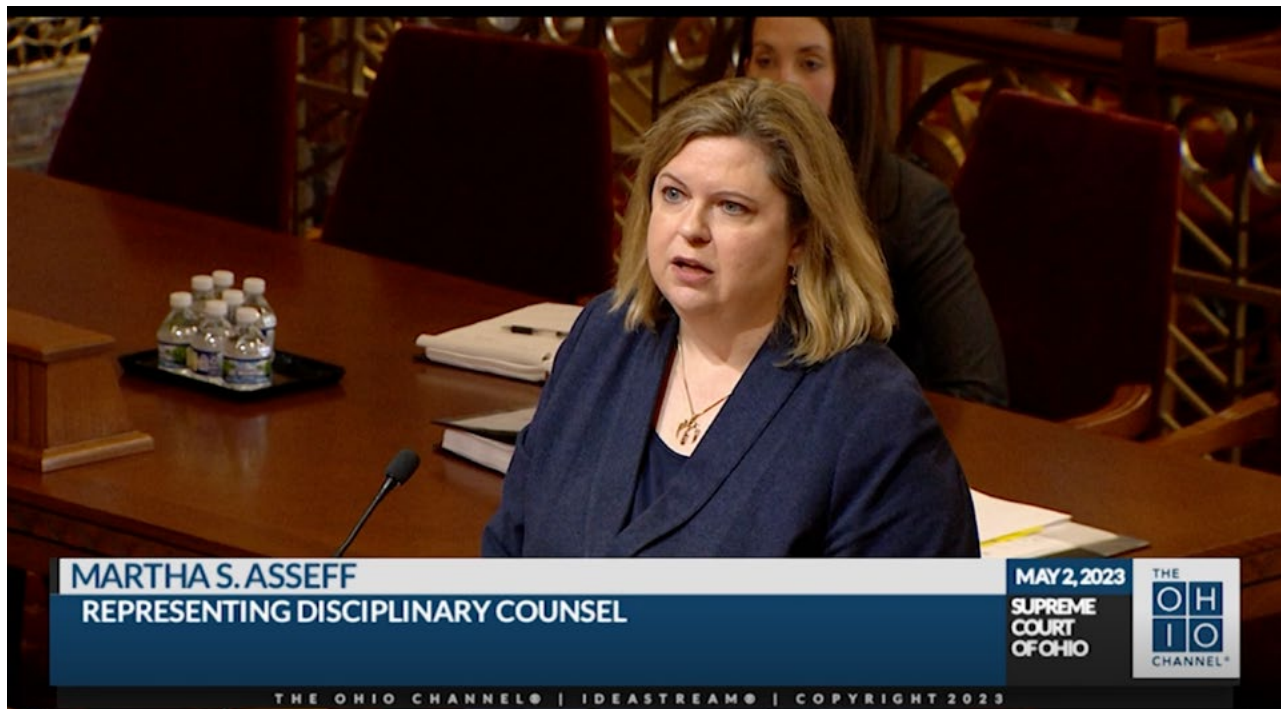 MARTHA S. ASSEFF
REPRESENTING DISCIPLINARY COUNSEL
MAY 2, 2023
SUPREME
COURT
OF OHIO
THE
OH
IO
CHANNEL®
THE OHIO CHANNEL® | IDEASTREAM® | COPYRIGHT 2023